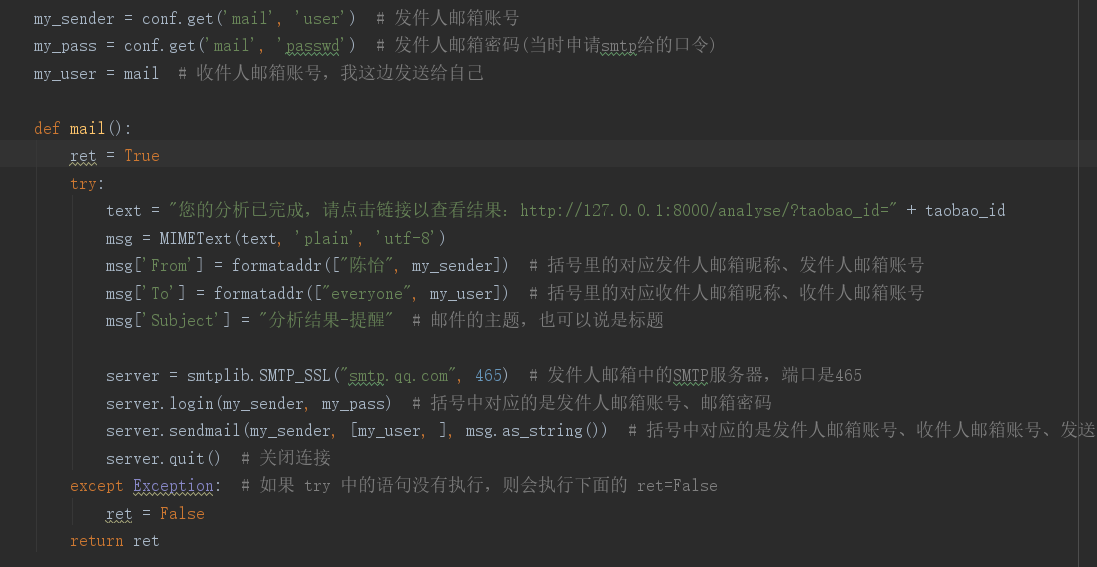 my_sender = conf.get('mail', 'user')  # 发件人邮箱账号
my_pass = conf.get('mail', 'passwd')  # 发件人邮箱密码(当时申请smtp给的口令)
my_user = mail  # 收件人邮箱账号，我这边发送给自己
def mail():
ret = True
try:
text = "您的分析已完成，请点击链接以查看结果：http://127.0.0.1:8000/analyse/?taobao_id=" + taobao_id
msg = MIMEText(text, 'plain', 'utf-8')
msg['From'] = formataddr(["陈怡", my_sender])  # 括号里的对应发件人邮箱昵称、发件人邮箱账号
msg['To'] = formataddr(["everyone", my_user])  # 括号里的对应收件人邮箱昵称、收件人邮箱账号
msg['Subject'] = "分析结果-提醒"  # 邮件的主题，也可以说是标题
server = smtplib.SMTP_SSL("smtp.qq.com", 465)  # 发件人邮箱中的SMTP服务器，端口是465
server.login(my_sender, my_pass)  # 括号中对应的是发件人邮箱账号、邮箱密码
server.sendmail(my_sender, [my_user, ], msg.as_string())  # 括号中对应的是发件人邮箱账号、收件人邮箱账号、发送
server.quit()  # 关闭连接
except Exception:  # 如果 try 中的语句没有执行，则会执行下面的 ret=False
ret = False
return ret